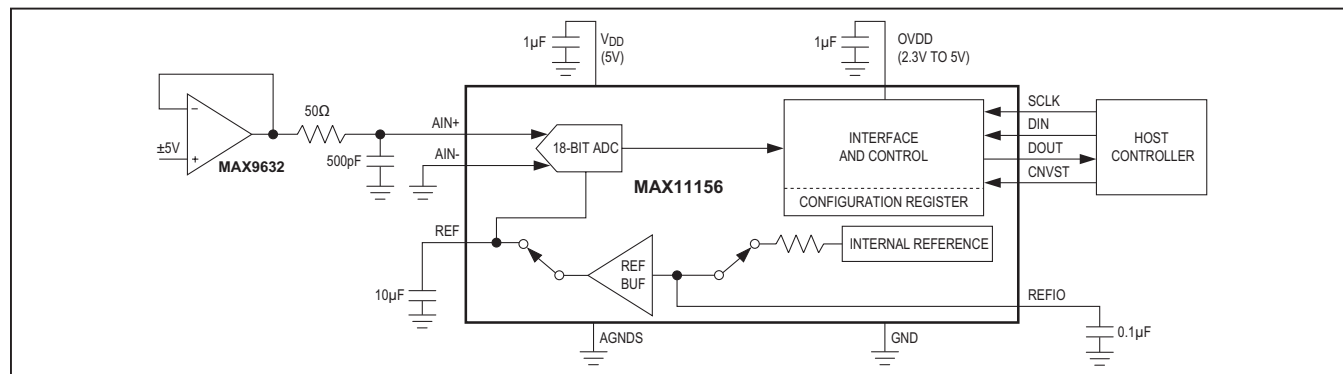 1µF
VDD
(5V)
1µF
OVDD
(2.3V TO 5V)
50Ω
AIN+
AIN-
±5V
-
+
MAX9632
500pF
18-BIT ADC
MAX11156
INTERFACE
AND CONTROL
CONFIGURATION REGISTER
SCLK
DIN
DOUT
CNVST
HOST
CONTROLLER
REF
10µF
REF
BUF
INTERNAL REFERENCE
REFIO
0.1µF
AGNDS
GND